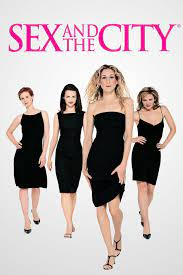 SEX AND THE CITY